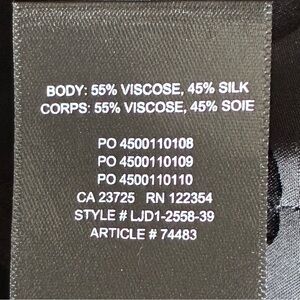 BODY: 55% VISCOSE, 45% SILK
CORPS: 55% VISCOSE, 45% SOIE
PO 4500110108
PO 4500110109
PO 4500110110
CA 23725 RN 122354
STYLE # LJD1-2558-39
ARTICLE # 74483